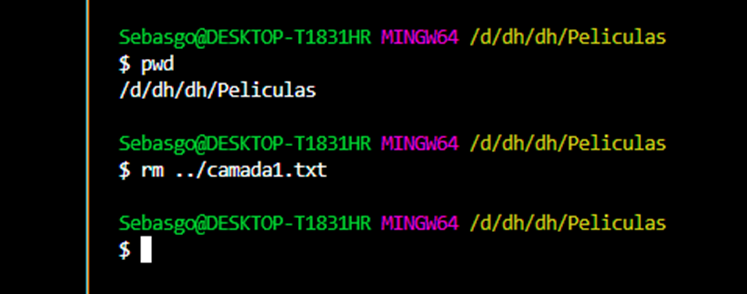 Sebasgo@DESKTOP-T1831HR MINGW64 /d/dh/dh/Peliculas
$ pwd
/d/dh/dh/Peliculas
Sebasgo@DESKTOP-T1831HR MINGW64 /d/dh/dh/Peliculas
$ rm ../camada1.txt
Sebasgo@DESKTOP-T1831HR MINGW64 /d/dh/dh/Peliculas
$